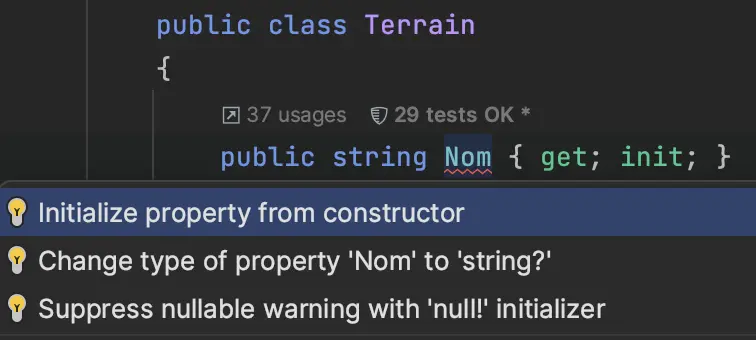 public class Terrain
{
37 usages 29 tests OK *
public string Nom { get; init; }
Initialize property from constructor
Change type of property 'Nom' to 'string?'
Suppress nullable warning with 'null!' initializer